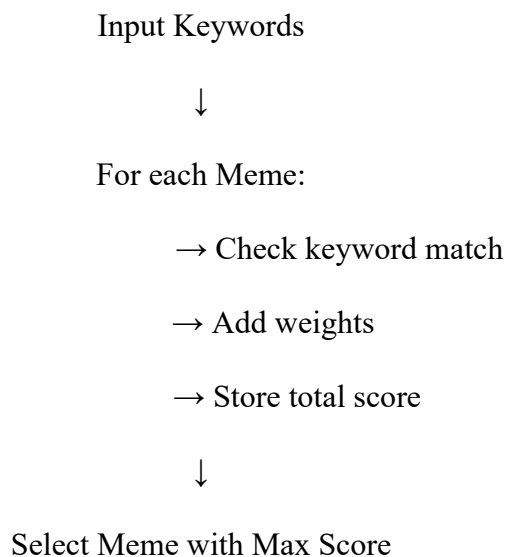 Input Keywords
↓
For each Meme:
→ Check keyword match
→ Add weights
→ Store total score
↓
Select Meme with Max Score